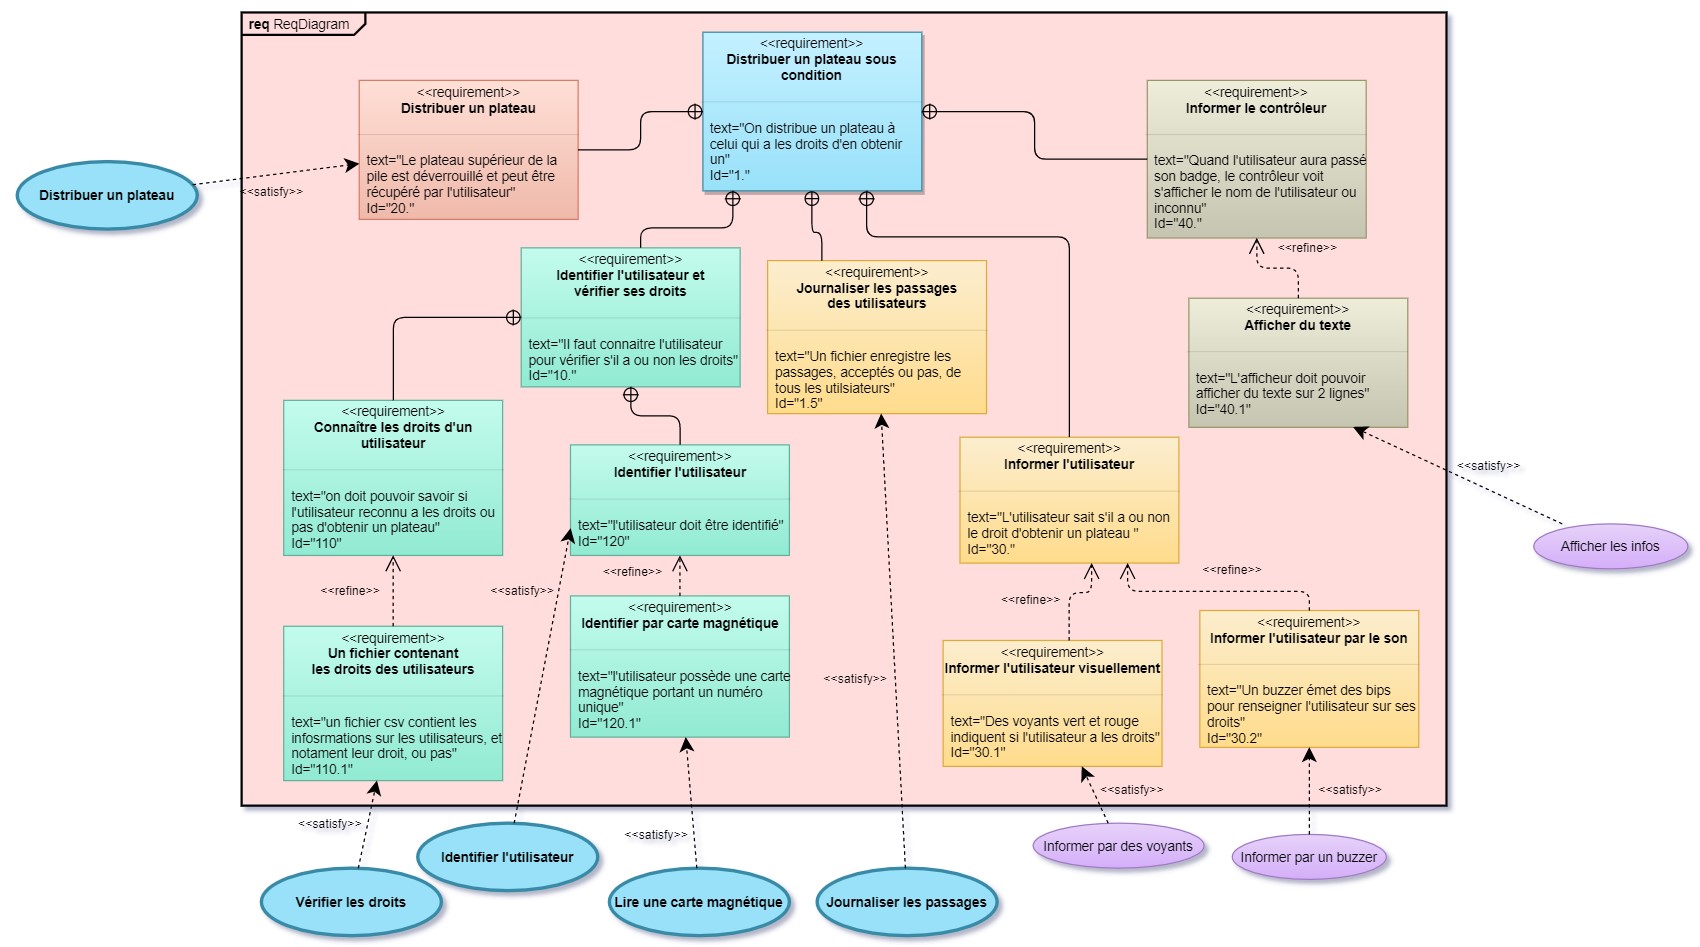 req ReqDiagram
<<requirement>>
Distribuer un plateau sous
condition
text="On distribue un plateau à
celui qui a les droits d'en obtenir
un"
Id="1."
<<requirement>>
Distribuer un plateau
text="Le plateau supérieur de la
pile est déverrouillé et peut être
récupéré par l'utilisateur"
Id="20."
<<requirement>>
Informer le contrôleur
text="Quand l'utilisateur aura passé
son badge, le contrôleur voit
s'afficher le nom de l'utilisateur ou
inconnu"
Id="40."
Distribuer un plateau
<<satisfy>>
<<refine>>
<<requirement>>
Identifier l'utilisateur et
vérifier ses droits
text="Il faut connaitre l'utilisateur
pour vérifier s'il a ou non les droits"
Id="10."
<<requirement>>
Journaliser les passages
des utilisateurs
text="Un fichier enregistre les
passages, acceptés ou pas, de
tous les utilsiateurs"
Id="1.5"
<<requirement>>
Afficher du texte
text="L'afficheur doit pouvoir
afficher du texte sur 2 lignes"
Id="40.1"
<<requirement>>
Connaître les droits d'un
utilisateur
text="on doit pouvoir savoir si
l'utilisateur reconnu a les droits ou
pas d'obtenir un plateau"
Id="110"
<<requirement>>
Identifier l'utilisateur
text="l'utilisateur doit être identifié"
Id="120"
<<requirement>>
Informer l'utilisateur
text="L'utilisateur sait s'il a ou non
le droit d'obtenir un plateau "
Id="30."
<<satisfy>>
Afficher les infos
<<refine>>
<<satisfy>>
<<refine>>
<<refine>>
<<refine>>
<<requirement>>
Un fichier contenant
les droits des utilisateurs
text="un fichier csv contient les
infosrmations sur les utilisateurs, et
notament leur droit, ou pas"
Id="110.1"
<<requirement>>
Identifier par carte magnétique
text="l'utilisateur possède une carte
magnétique portant un numéro
unique"
Id="120.1"
<<satisfy>>
<<requirement>>
Informer l'utilisateur visuellement
text="Des voyants vert et rouge
indiquent si l'utilisateur a les droits"
Id="30.1"
<<requirement>>
Informer l'utilisateur par le son
text="Un buzzer émet des bips
pour renseigner l'utilisateur sur ses
droits"
Id="30.2"
<<satisfy>>
<<satisfy>>
<<satisfy>>
<<satisfy>>
Vérifier les droits
Identifier l'utilisateur
Lire une carte magnétique
Journaliser les passages
Informer par des voyants
Informer par un buzzer